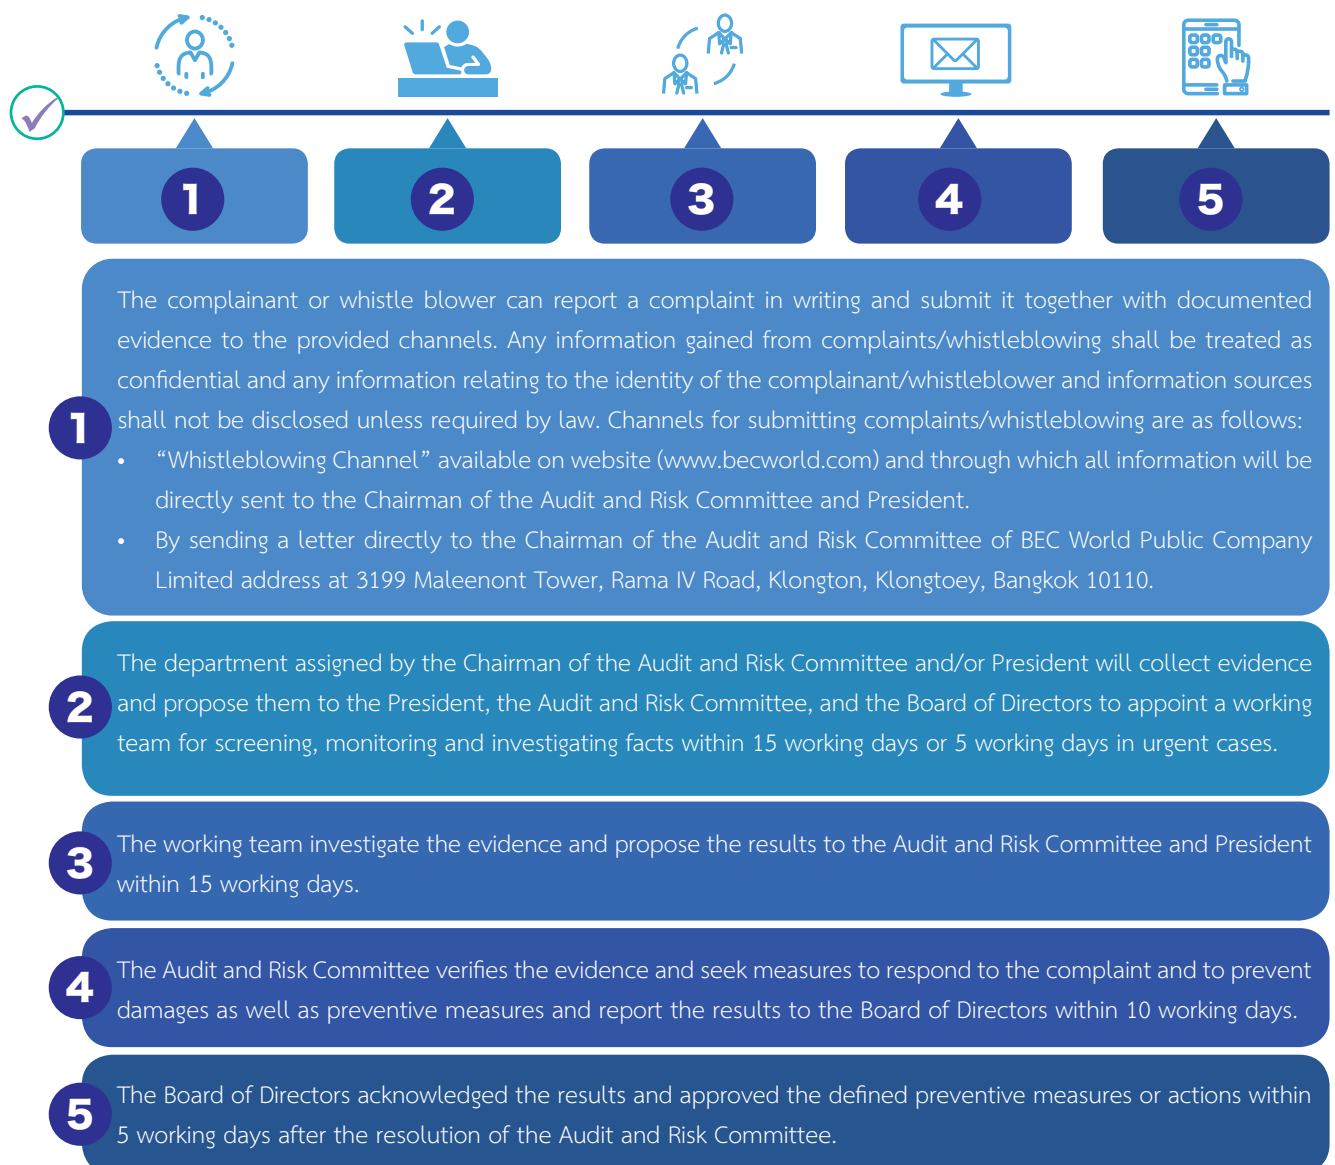 1
2
3
4
5
The complainant or whistle blower can report a complaint in writing and submit it together with documented
evidence to the provided channels. Any information gained from complaints/whistleblowing shall be treated as
confidential and any information relating to the identity of the complainant/whistleblower and information sources
shall not be disclosed unless required by law. Channels for submitting complaints/whistleblowing are as follows:
1
• “Whistleblowing Channel” available on website (www.becworld.com) and through which all information will be
directly sent to the Chairman of the Audit and Risk Committee and President.
• By sending a letter directly to the Chairman of the Audit and Risk Committee of BEC World Public Company
Limited address at 3199 Maleenont Tower, Rama IV Road, Klongton, Klongtoey, Bangkok 10110.
The department assigned by the Chairman of the Audit and Risk Committee and/or President will collect evidence
2
and propose them to the President, the Audit and Risk Committee, and the Board of Directors to appoint a working
team for screening, monitoring and investigating facts within 15 working days or 5 working days in urgent cases.
3
The working team investigate the evidence and propose the results to the Audit and Risk Committee and President
within 15 working days.
4
The Audit and Risk Committee verifies the evidence and seek measures to respond to the complaint and to prevent
damages as well as preventive measures and report the results to the Board of Directors within 10 working days.
5
The Board of Directors acknowledged the results and approved the defined preventive measures or actions within
5 working days after the resolution of the Audit and Risk Committee.